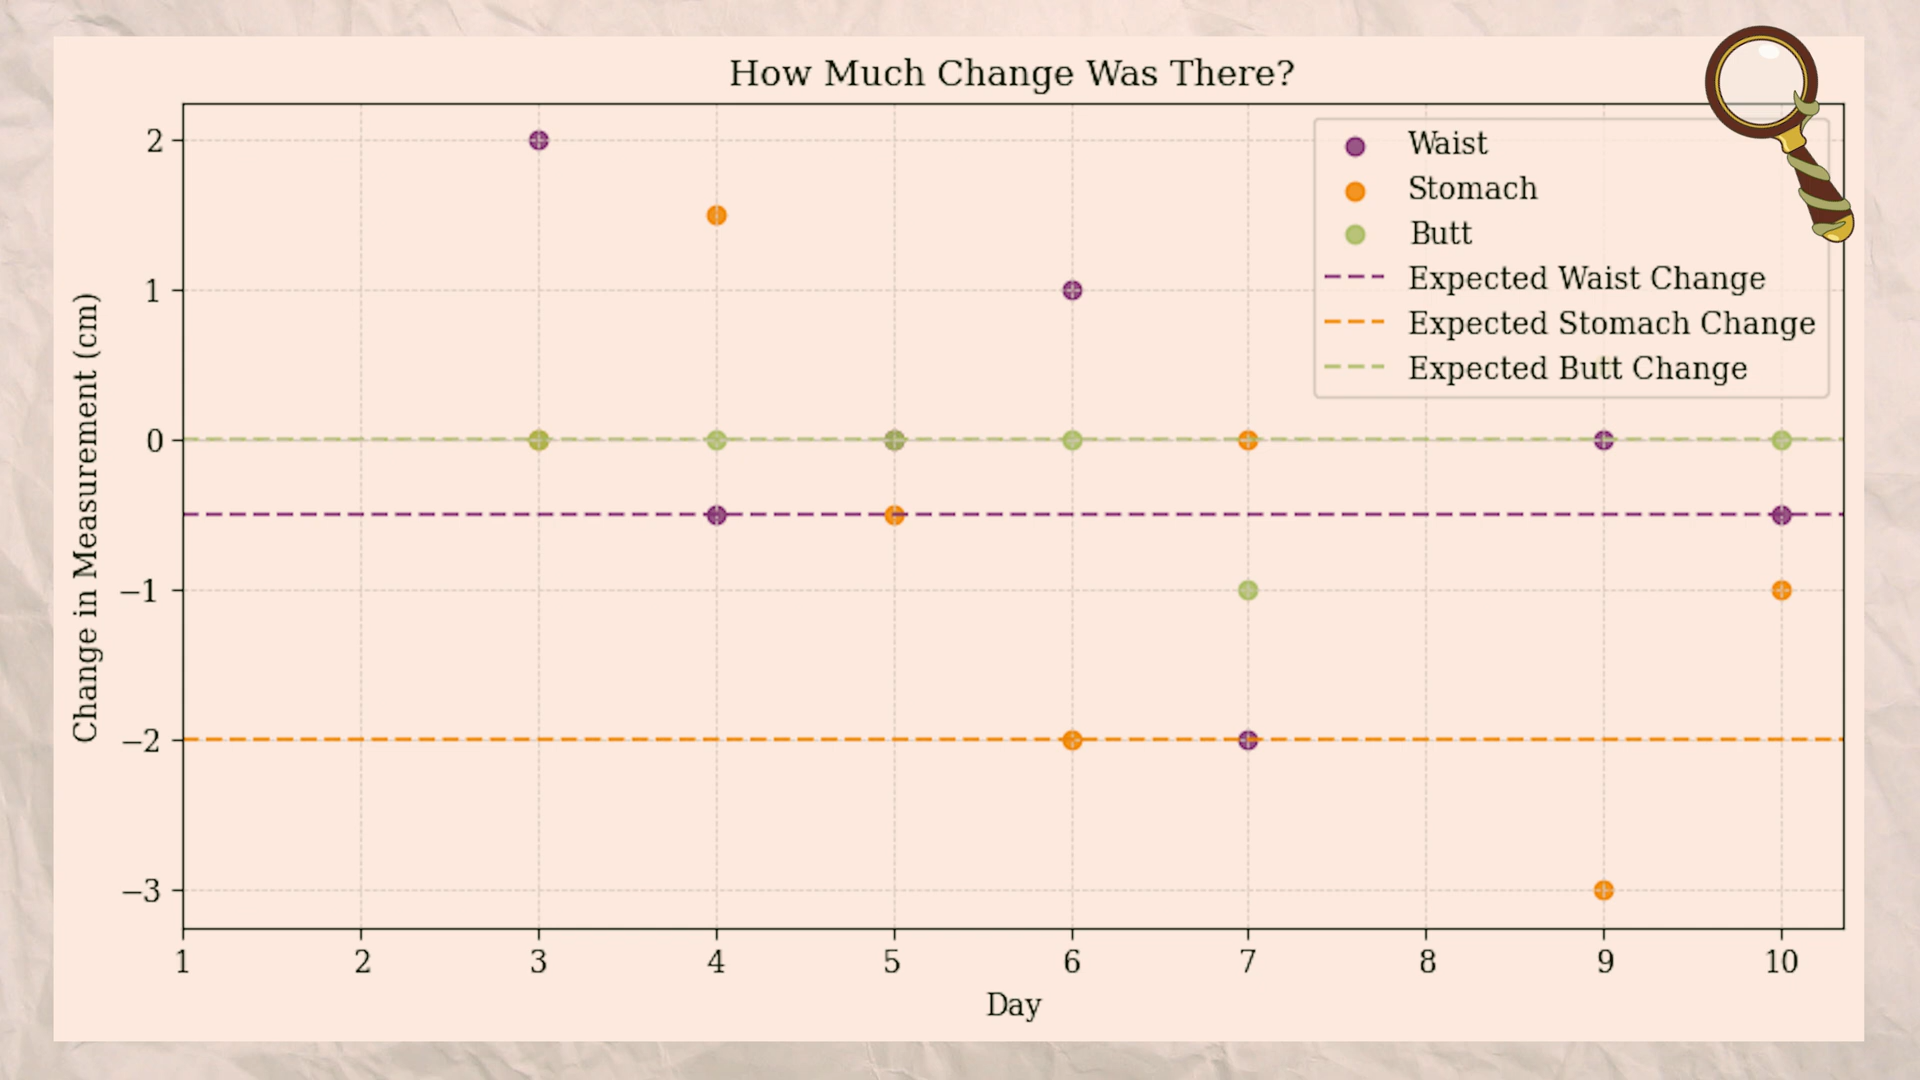 How Much Change Was There?
Waist
Stomach
Butt
Expected Waist Change
Expected Stomach Change
Expected Butt Change
Change in Measurement (cm)
2
1
0
−1
−2
−3
1 2 3 4 5 6 7 8 9 10
Day